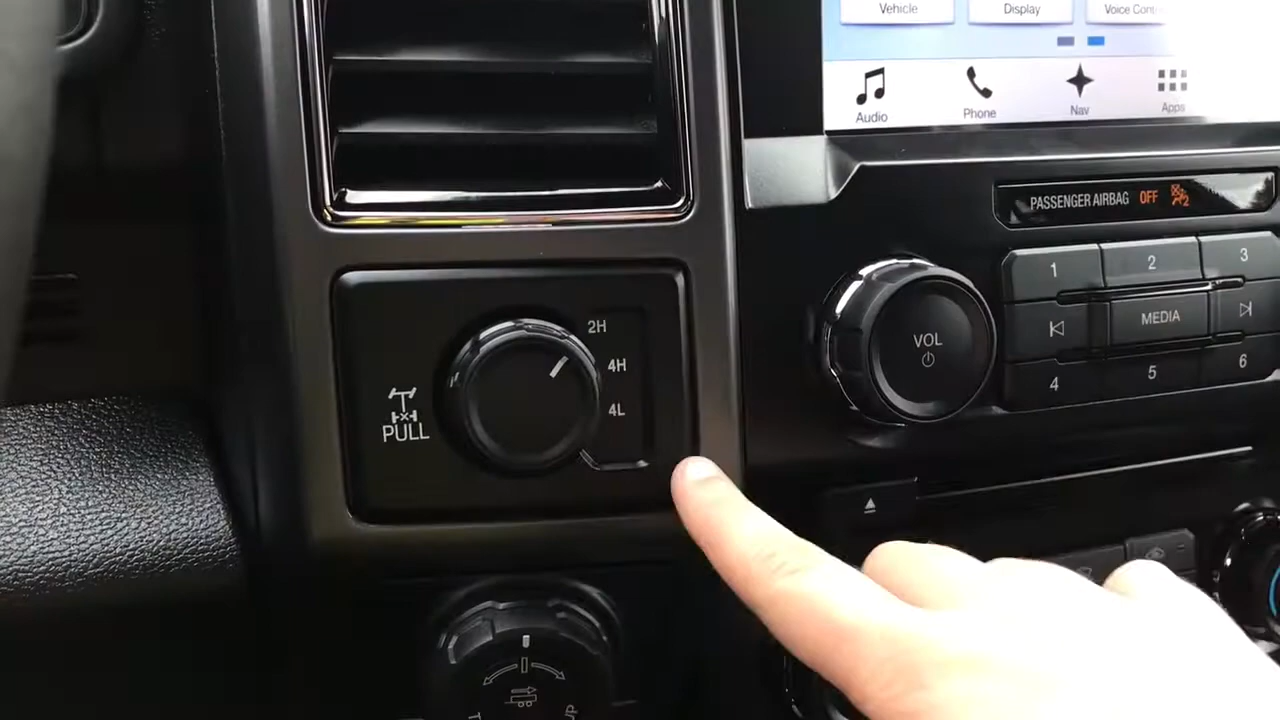 Vehicle
Display
Voice
Audio
Phone
Nav
Apps
PASSENGER AIRBAG OFF
2
1
2
3
MEDIA
4
5
6
VOL
2H
4H
4L
PULL